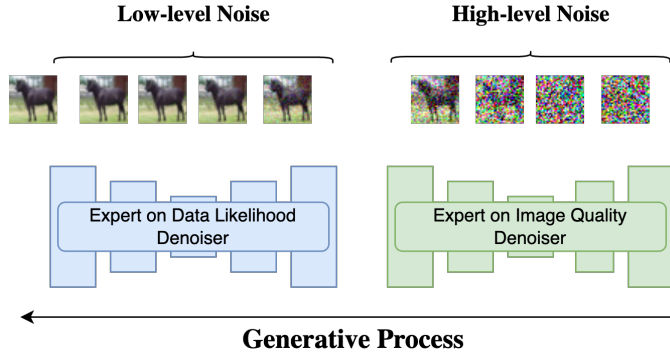 Low-level Noise
High-level Noise
Expert on Data Likelihood
Denoiser
Expert on Image Quality
Denoiser
Generative Process